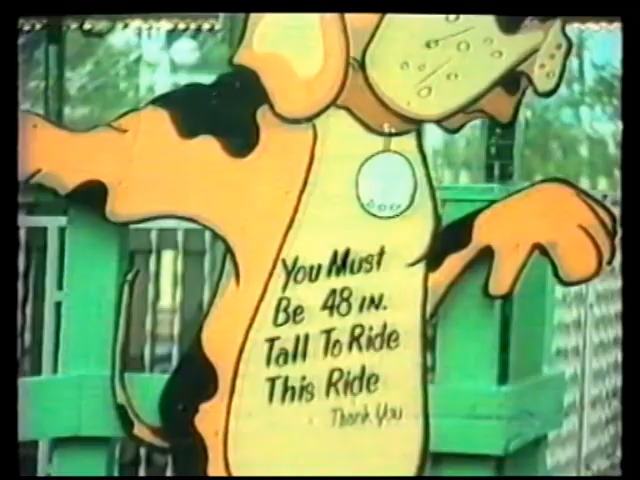 You Must
Be 48 IN.
Tall To Ride
This Ride
Thank You